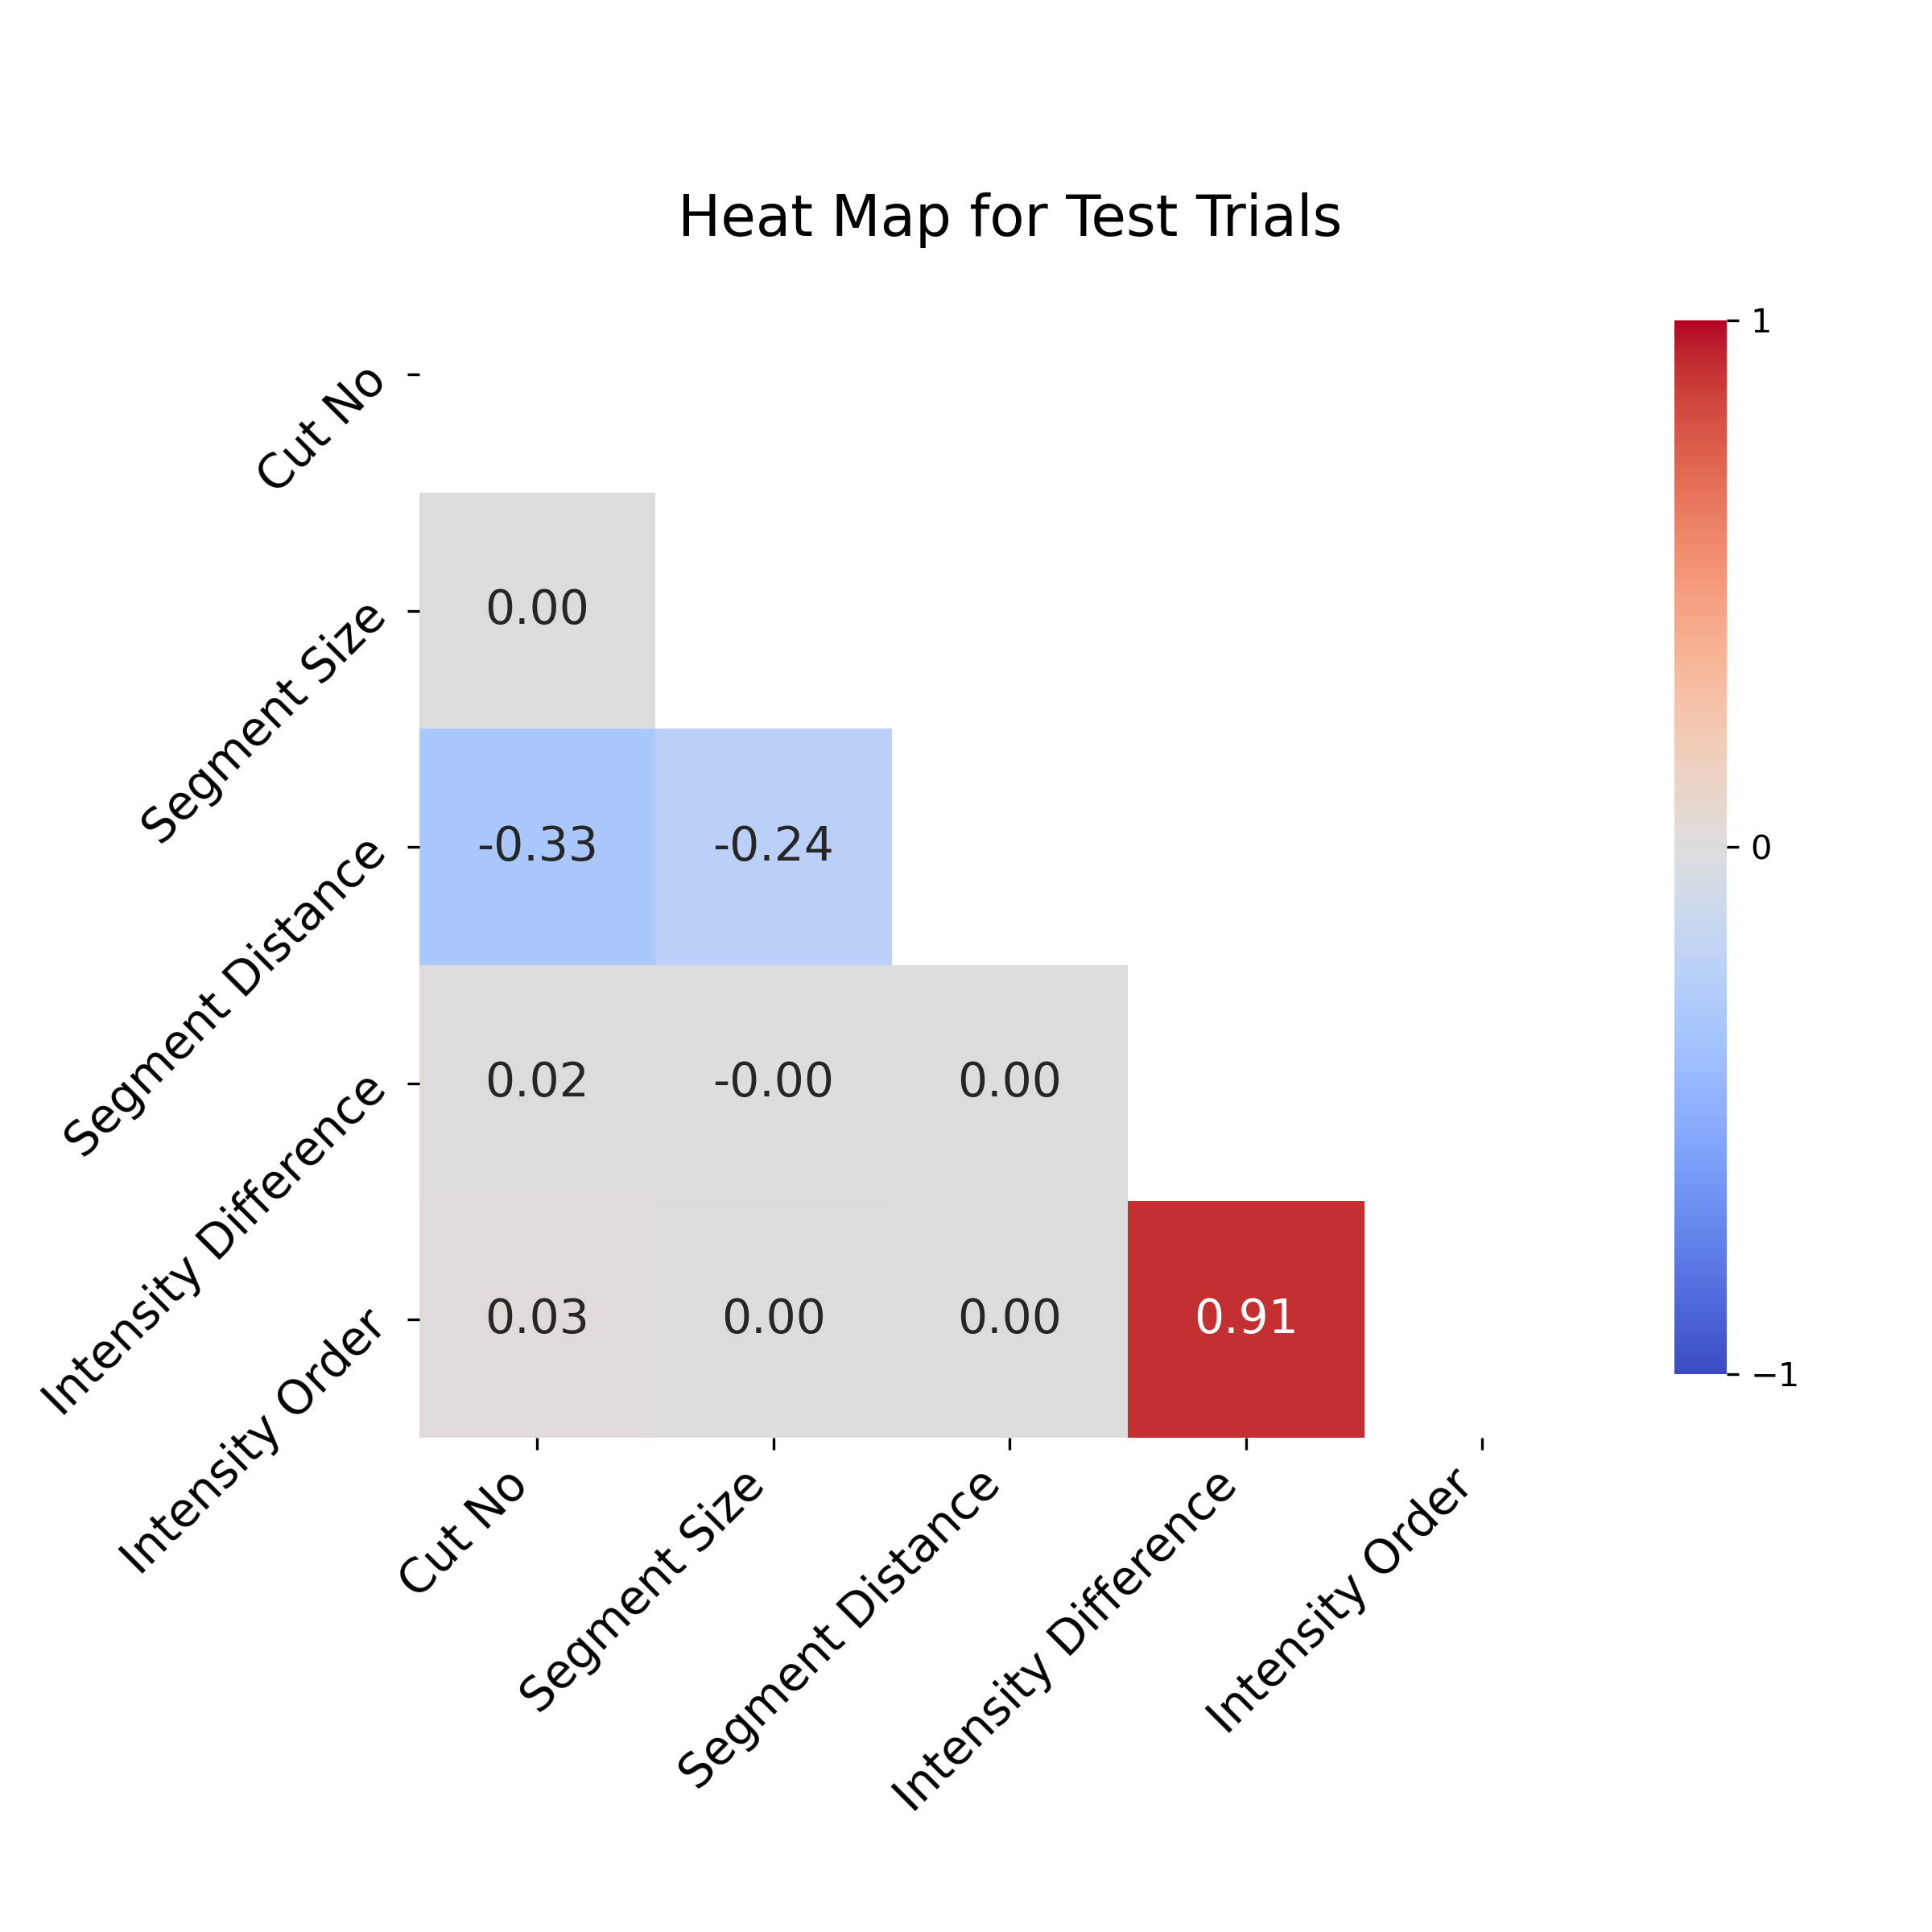 Heat Map for Test Trials
1
Cut No
0.00
Segment Size
-0.33 -0.24
Segment Distance
0
0.02 -0.00 0.00
Intensity Difference
0.03 0.00 0.00 0.91
Intensity Order
−1
Cut No
Segment Size
Segment Distance
Intensity Difference
Intensity Order